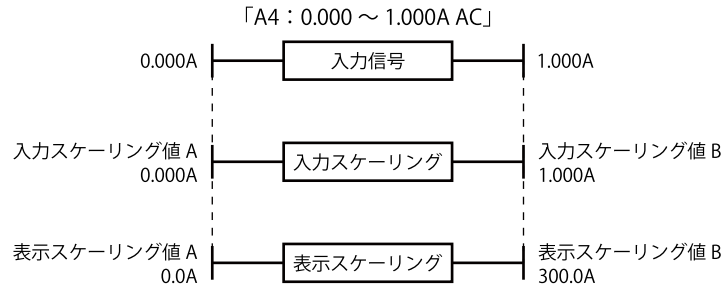 「A4：0.000 ～ 1.000A AC」
0.000A 入力信号 1.000A
入力スケーリング値 A 入力スケーリング 入力スケーリング値 B
0.000A 1.000A
表示スケーリング値 A 表示スケーリング 表示スケーリング値 B
0.0A 300.0A